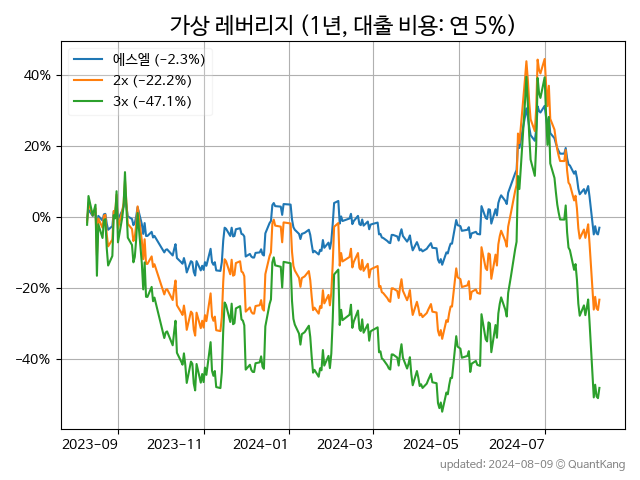 가상 레버리지 (1년, 대출 비용: 연 5%)
에스엘 (-2.3%)
2x (-22.2%)
3x (-47.1%)
40%
20%
0%
−20%
−40%
2023-09 2023-11 2024-01 2024-03 2024-05 2024-07
updated: 2024-08-09 © QuantKang